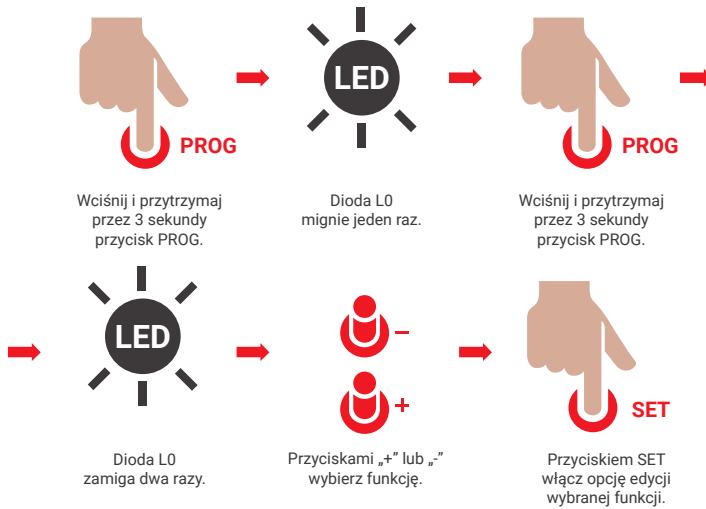 LED
PROG
PROG
Wciśnij i przytrzymaj
przez 3 sekundy
przycisk PROG.
Dioda L0
mignie jeden raz.
Wciśnij i przytrzymaj
przez 3 sekundy
przycisk PROG.
LED
–
+
SET
Dioda L0
zamiga dwa razy.
Przyciskami „+” lub „-”
wybierz funkcję.
Przyciskiem SET
włącz opcję edycji
wybranej funkcji.